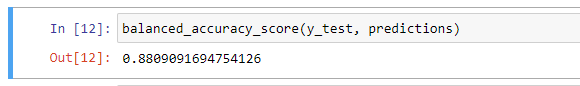 In [12]: balanced_accuracy_score(y_test, predictions)
Out[12]: 0.8809091694754126